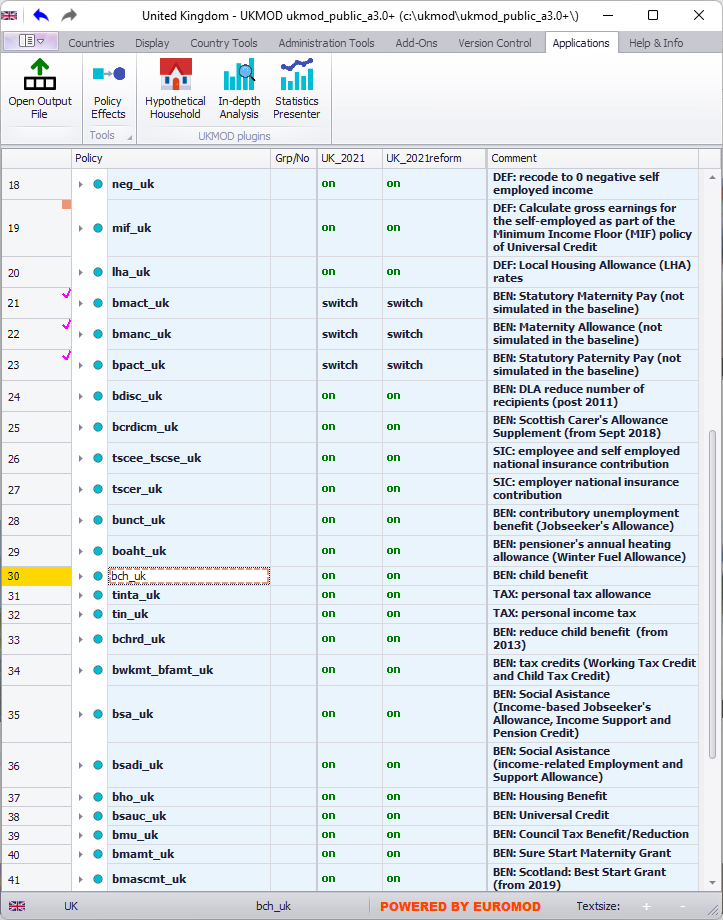 United Kingdom - UKMOD ukmod_public_a3.0+ (c:\ukmod\ukmod_public_a3.0+\)
Countries Display Country Tools Administration Tools Add-Ons Version Control Applications Help & Info
Open Output File
Policy Effects
Hypothetical Household
In-depth Analysis
Statistics Presenter
Tools
UKMOD plugins
Policy Grp/No UK_2021 UK_2021reform Comment
18 neg_uk on on DEF: recode to 0 negative self
employed income
19 mif_uk on on DEF: Calculate gross earnings for
the self-employed as part of the
Minimum Income Floor (MIF) policy
of Universal Credit
20 lha_uk on on DEF: Local Housing Allowance (LHA)
rates
21 bmact_uk switch switch BEN: Statutory Maternity Pay (not
simulated in the baseline)
22 bmanc_uk switch switch BEN: Maternity Allowance (not
simulated in the baseline)
23 bpact_uk switch switch BEN: Statutory Paternity Pay (not
simulated in the baseline)
24 bdisc_uk on on BEN: DLA reduce number of
recipients (post 2011)
25 bcrdicm_uk on on BEN: Scottish Carer's Allowance
Supplement (from Sept 2018)
26 tscee_tscse_uk on on SIC: employee and self employed
national insurance contribution
27 tscer_uk on on SIC: employer national insurance
contribution
28 bunct_uk on on BEN: contributory unemployment
benefit (Jobseeker's Allowance)
29 boaht_uk on on BEN: pensioner's annual heating
allowance (Winter Fuel Allowance)
30 bch_uk on on BEN: child benefit
31 tinta_uk on on TAX: personal tax allowance
32 tin_uk on on TAX: personal income tax
33 bchrd_uk on on BEN: reduce child benefit (from
2013)
34 bwkmt_bfamt_uk on on BEN: tax credits (Working Tax Credit
and Child Tax Credit)
35 bsa_uk on on BEN: Social Asistance
(Income-based Jobseeker's
Allowance, Income Support and
Pension Credit)
36 bsadi_uk on on BEN: Social Asistance
(income-related Employment and
Support Allowance)
37 bho_uk on on BEN: Housing Benefit
38 bsauc_uk on on BEN: Universal Credit
39 bmu_uk on on BEN: Council Tax Benefit/Reduction
40 bmamt_uk on on BEN: Sure Start Maternity Grant
41 bmascmt_uk on on BEN: Scotland: Best Start Grant
(from 2019)
UK bch_uk POWERED BY EUROMOD Textsize: + -